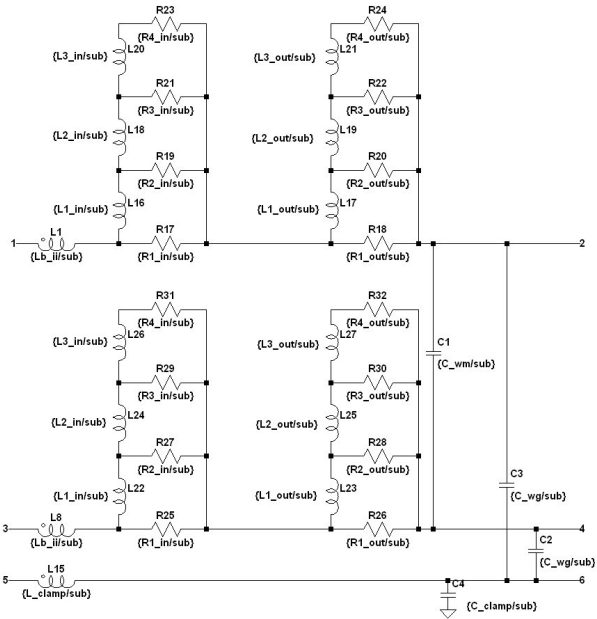 R23
R24
{R4_in/sub}
{R4_out/sub}
{L3_in/sub}
L20
{L3_out/sub}
L21
R21
R22
{R3_in/sub}
{R3_out/sub}
{L2_in/sub}
L18
{L2_out/sub}
L19
R19
R20
{R2_in/sub}
{R2_out/sub}
{L1_in/sub}
L16
{L1_out/sub}
L17
L1
R17
R18
1
2
{Lb_ii/sub}
{R1_in/sub}
{R1_out/sub}
R31
R32
{R4_in/sub}
{R4_out/sub}
{L3_in/sub}
L26
{L3_out/sub}
L27
C1
{C_wm/sub}
R29
R30
{R3_in/sub}
{R3_out/sub}
{L2_in/sub}
L24
{L2_out/sub}
L25
R27
R28
{R2_in/sub}
{R2_out/sub}
C3
{C_wg/sub}
{L1_in/sub}
L22
{L1_out/sub}
L23
L8
R25
R26
3
4
{Lb_ii/sub}
{R1_in/sub}
{R1_out/sub}
C2
{C_wg/sub}
L15
5
6
{L_clamp/sub}
C4
{C_clamp/sub}